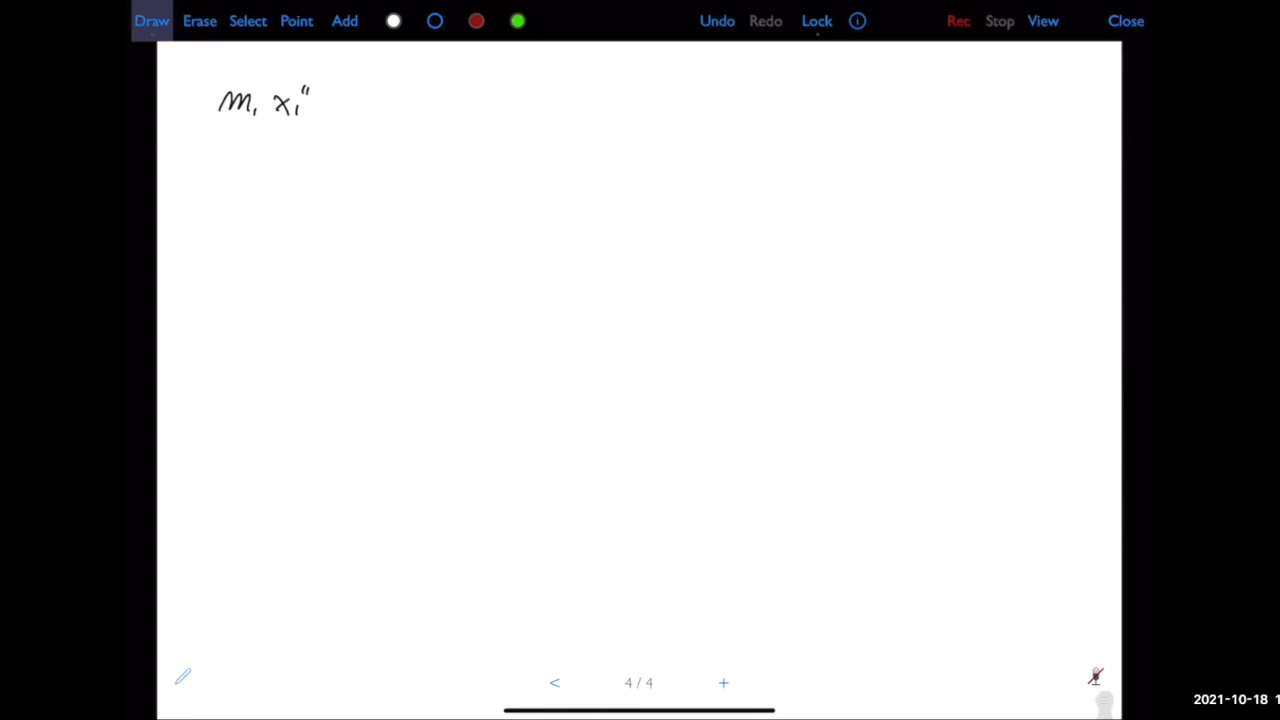 Draw Erase Select Point Add Undo Redo Lock i Rec Stop View Close
m₁ x₁"
< 4 / 4 +
2021-10-18 1